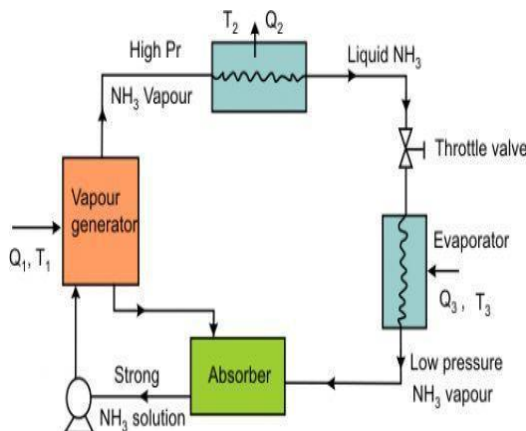 T2 Q2
High Pr
NH3 Vapour
Liquid NH3
Throttle valve
Vapour
generator
Q1, T1
Evaporator
Q3 , T3
Low pressure
NH3 vapour
Absorber
Strong
NH3 solution